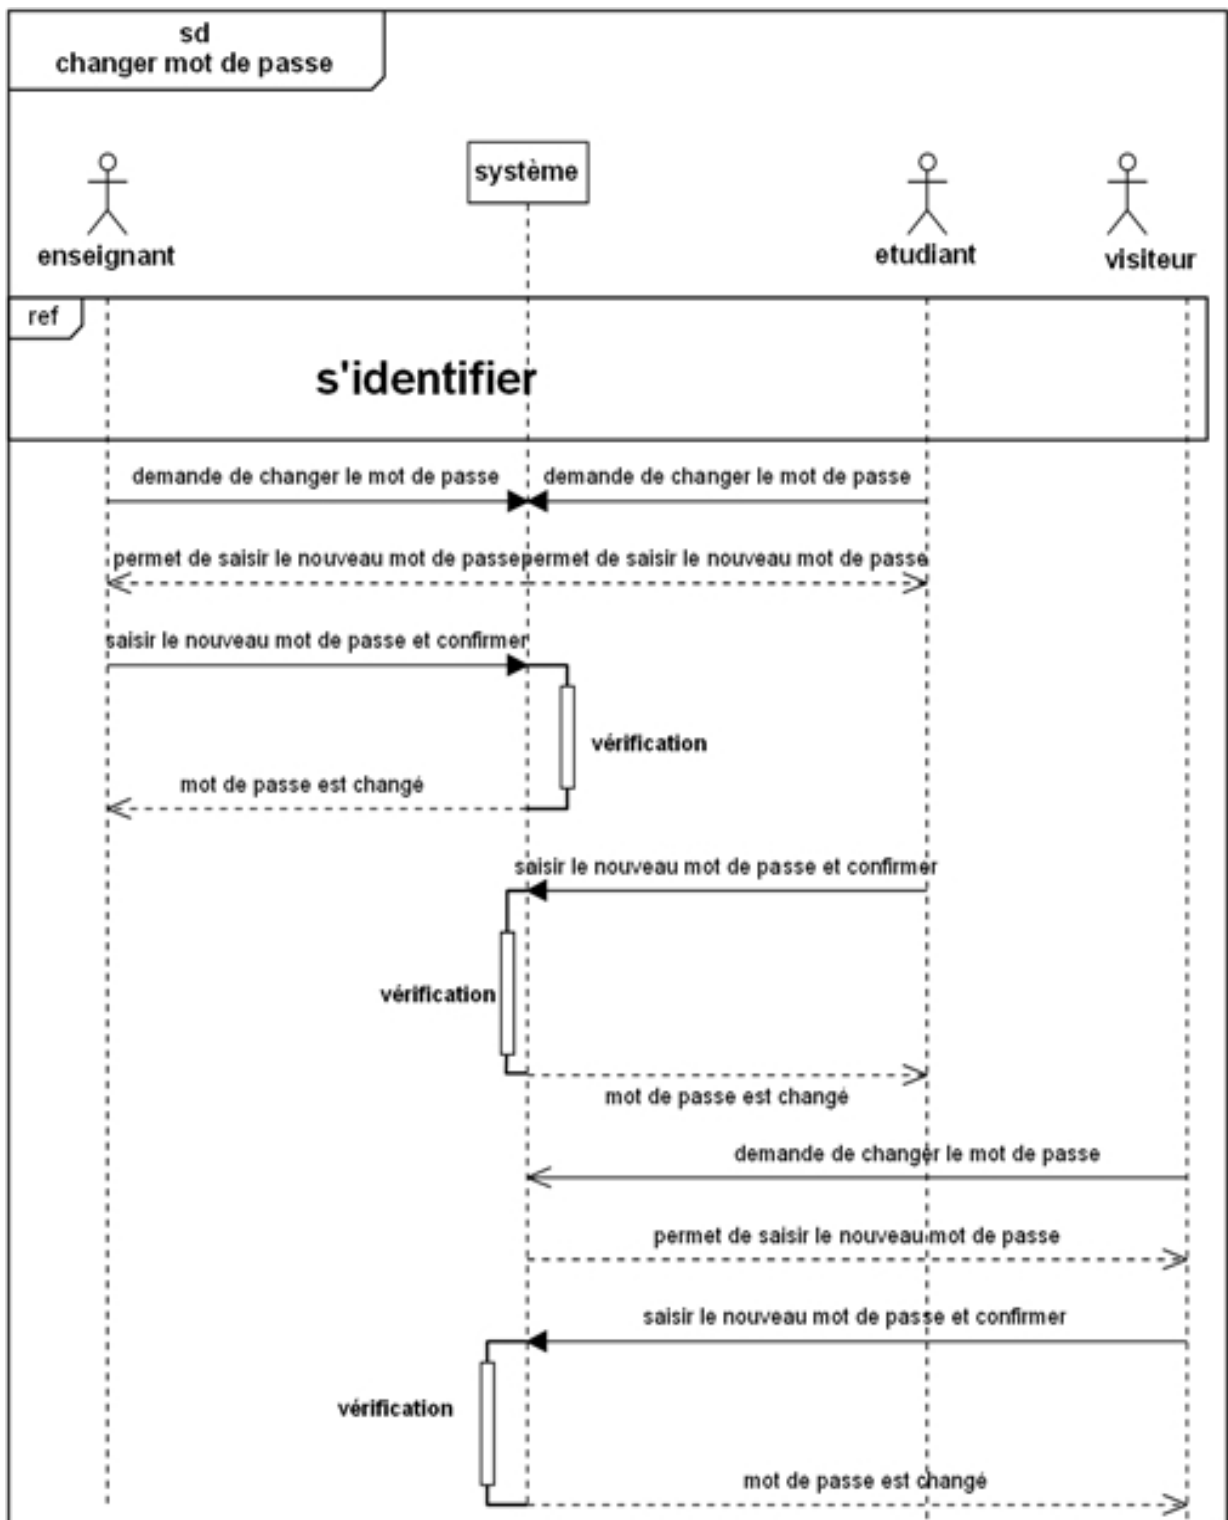 sd
changer mot de passe
système
enseignant
etudiant
visiteur
ref
s'identifier
demande de changer le mot de passe
demande de changer le mot de passe
permet de saisir le nouveau mot de passe
permet de saisir le nouveau mot de passe
saisir le nouveau mot de passe et confirmer
vérification
mot de passe est changé
saisir le nouveau mot de passe et confirmer
vérification
mot de passe est changé
demande de changer le mot de passe
permet de saisir le nouveau mot de passe
saisir le nouveau mot de passe et confirmer
vérification
mot de passe est changé